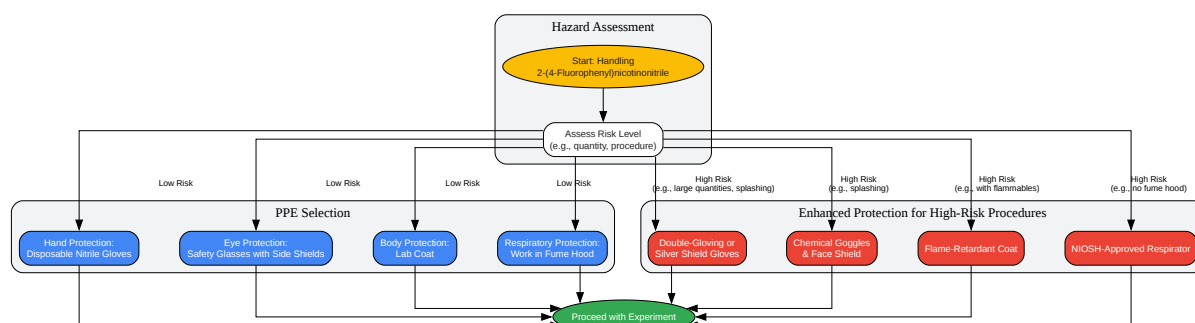 Hazard Assessment
Start: Handling
2-(4-Fluorophenyl)nicotinonitrile
Assess Risk Level
(e.g., quantity, procedure)
Low Risk
Low Risk
Low Risk
Low Risk
High Risk
(e.g., large quantities, splashing)
High Risk
(e.g., splashing)
High Risk
(e.g., with flammables)
High Risk
(e.g., no fume hood)
PPE Selection
Enhanced Protection for High-Risk Procedures
Hand Protection:
Disposable Nitrile Gloves
Eye Protection:
Safety Glasses with Side Shields
Body Protection:
Lab Coat
Respiratory Protection:
Work in Fume Hood
Double-Gloving or
Silver Shield Gloves
Chemical Goggles
& Face Shield
Flame-Retardant Coat
NIOSH-Approved Respirator
Proceed with Experiment